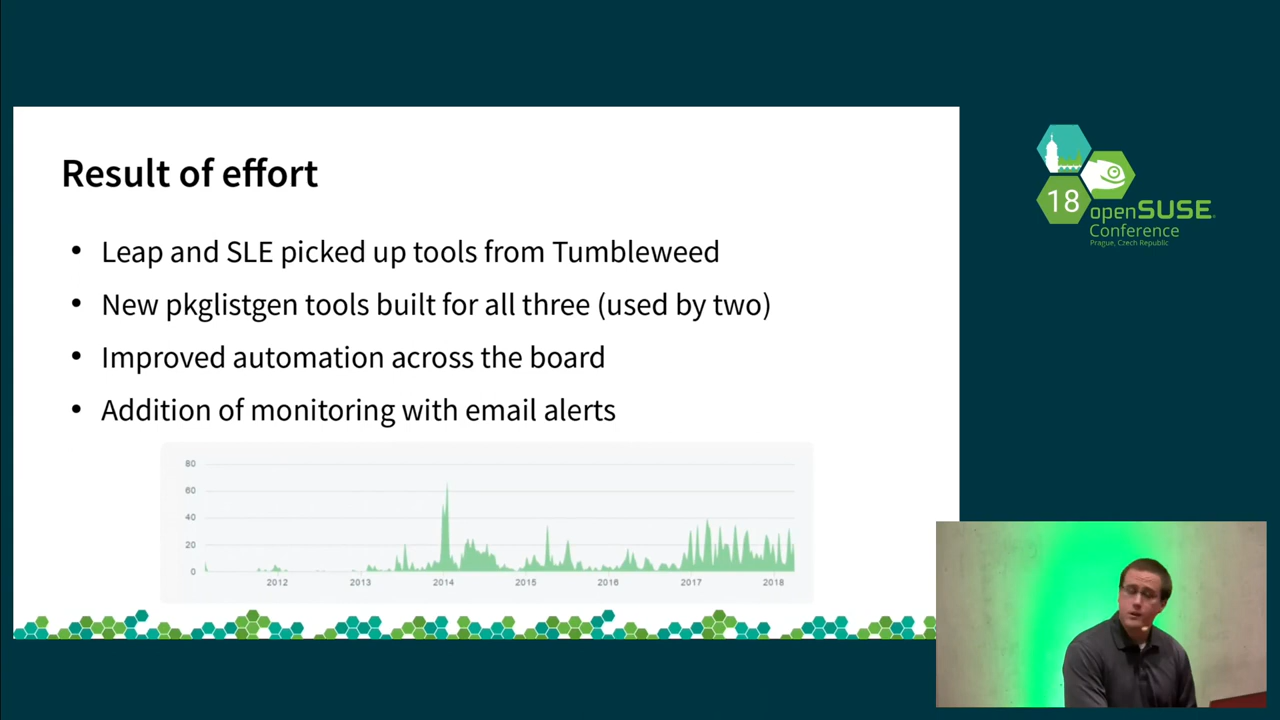 Result of effort
• Leap and SLE picked up tools from Tumbleweed
• New pkglistgen tools built for all three (used by two)
• Improved automation across the board
• Addition of monitoring with email alerts
80
60
40
20
0
2012 2013 2014 2015 2016 2017 2018
18
openSUSE
Conference
Prague, Czech Republic